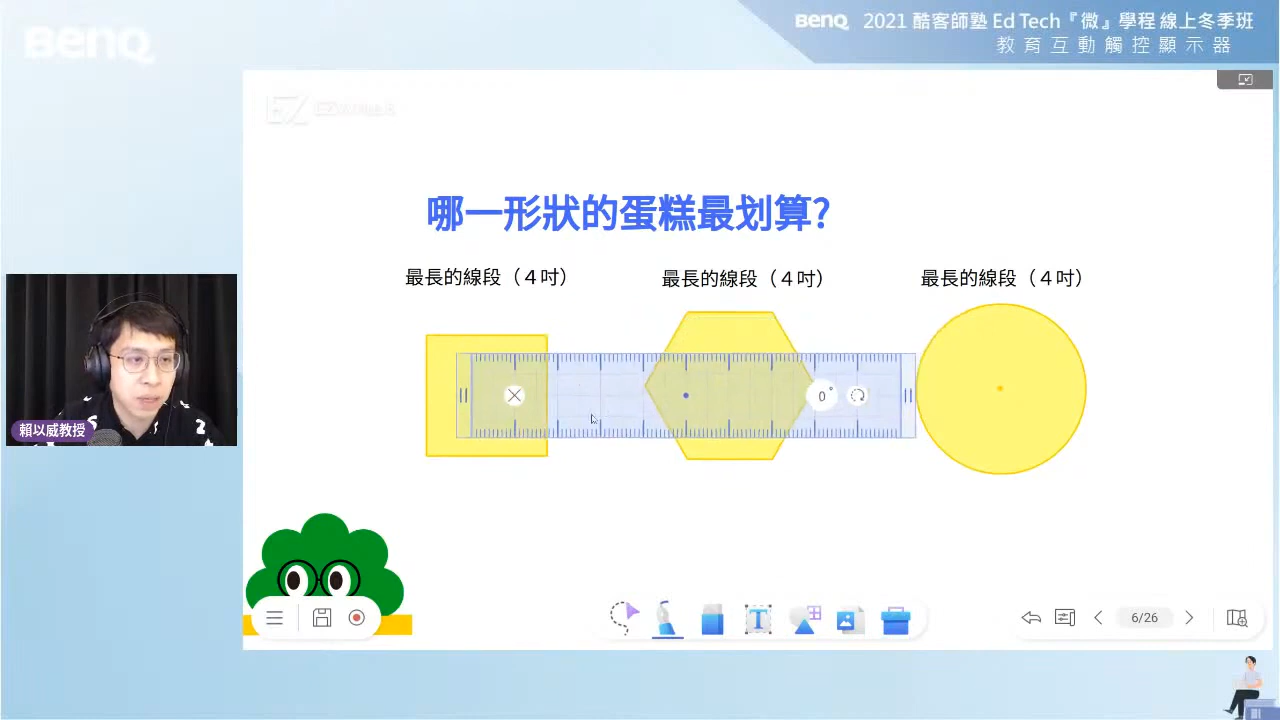 BenQ
BenQ 2021 酷客師塾 Ed Tech『微』學程 線上冬季班
教育互動觸控顯示器
哪一形狀的蛋糕最划算?
最長的線段（4吋）
最長的線段（4吋）
最長的線段（4吋）
0°
賴以威教授
T
6/26